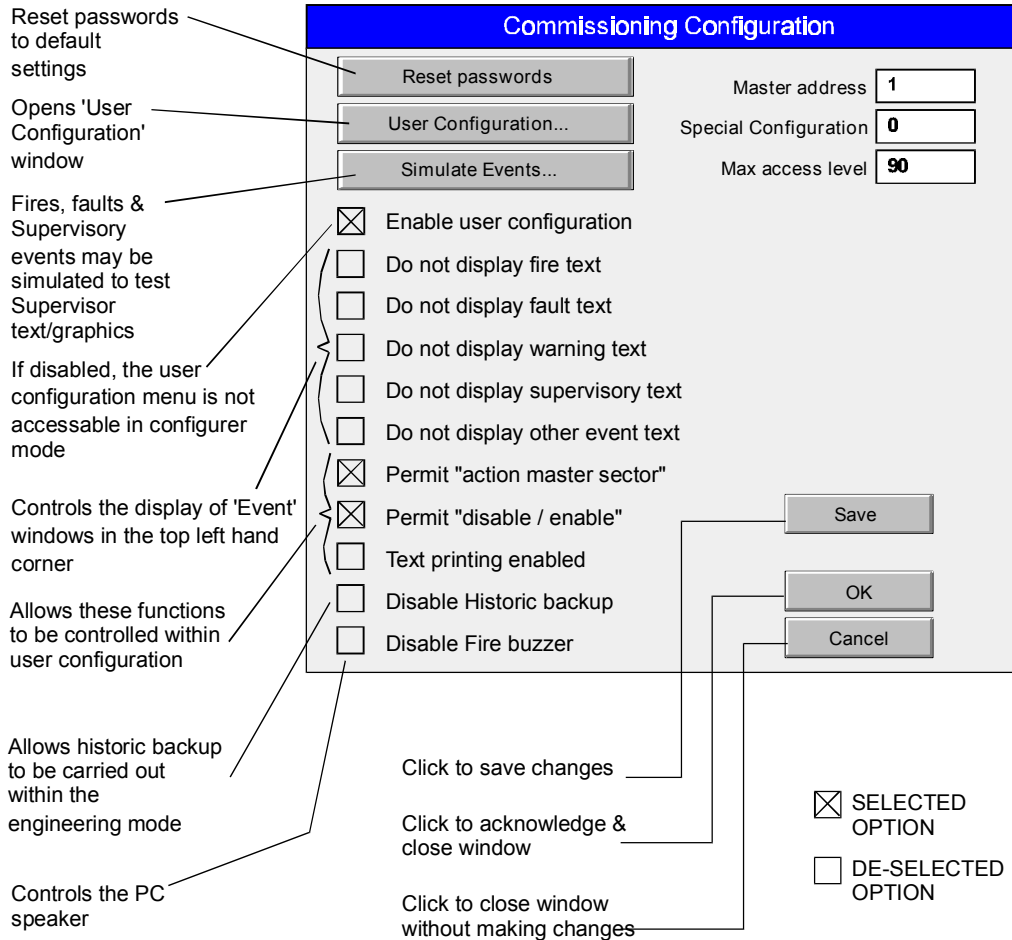 Reset passwords
to default
settings
Opens 'User
Configuration'
window
Fires, faults &
Supervisory
events may be
simulated to test
Supervisor
text/graphics
If disabled, the user
configuration menu is not
accessable in configurer
mode
Controls the display of 'Event'
windows in the top left hand
corner
Allows these functions
to be controlled within
user configuration
Allows historic backup
to be carried out
within the
engineering mode
Controls the PC
speaker
Commissioning Configuration
Reset passwords
User Configuration...
Simulate Events...
Master address 1
Special Configuration 0
Max access level 90
Enable user configuration
Do not display fire text
Do not display fault text
Do not display warning text
Do not display supervisory text
Do not display other event text
Permit "action master sector"
Permit "disable / enable"
Text printing enabled
Disable Historic backup
Disable Fire buzzer
Save
OK
Cancel
Click to save changes
Click to acknowledge &
close window
Click to close window
without making changes
SELECTED
OPTION
DE-SELECTED
OPTION